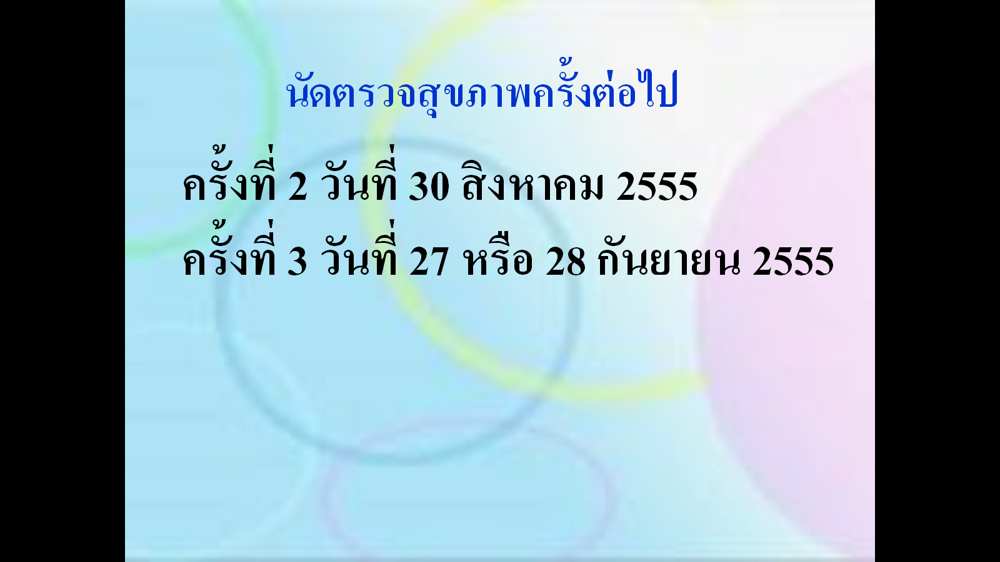 นัดตรวจสุขภาพครั้งต่อไป
ครั้งที่ 2 วันที่ 30 สิงหาคม 2555
ครั้งที่ 3 วันที่ 27 หรือ 28 กันยายน 2555